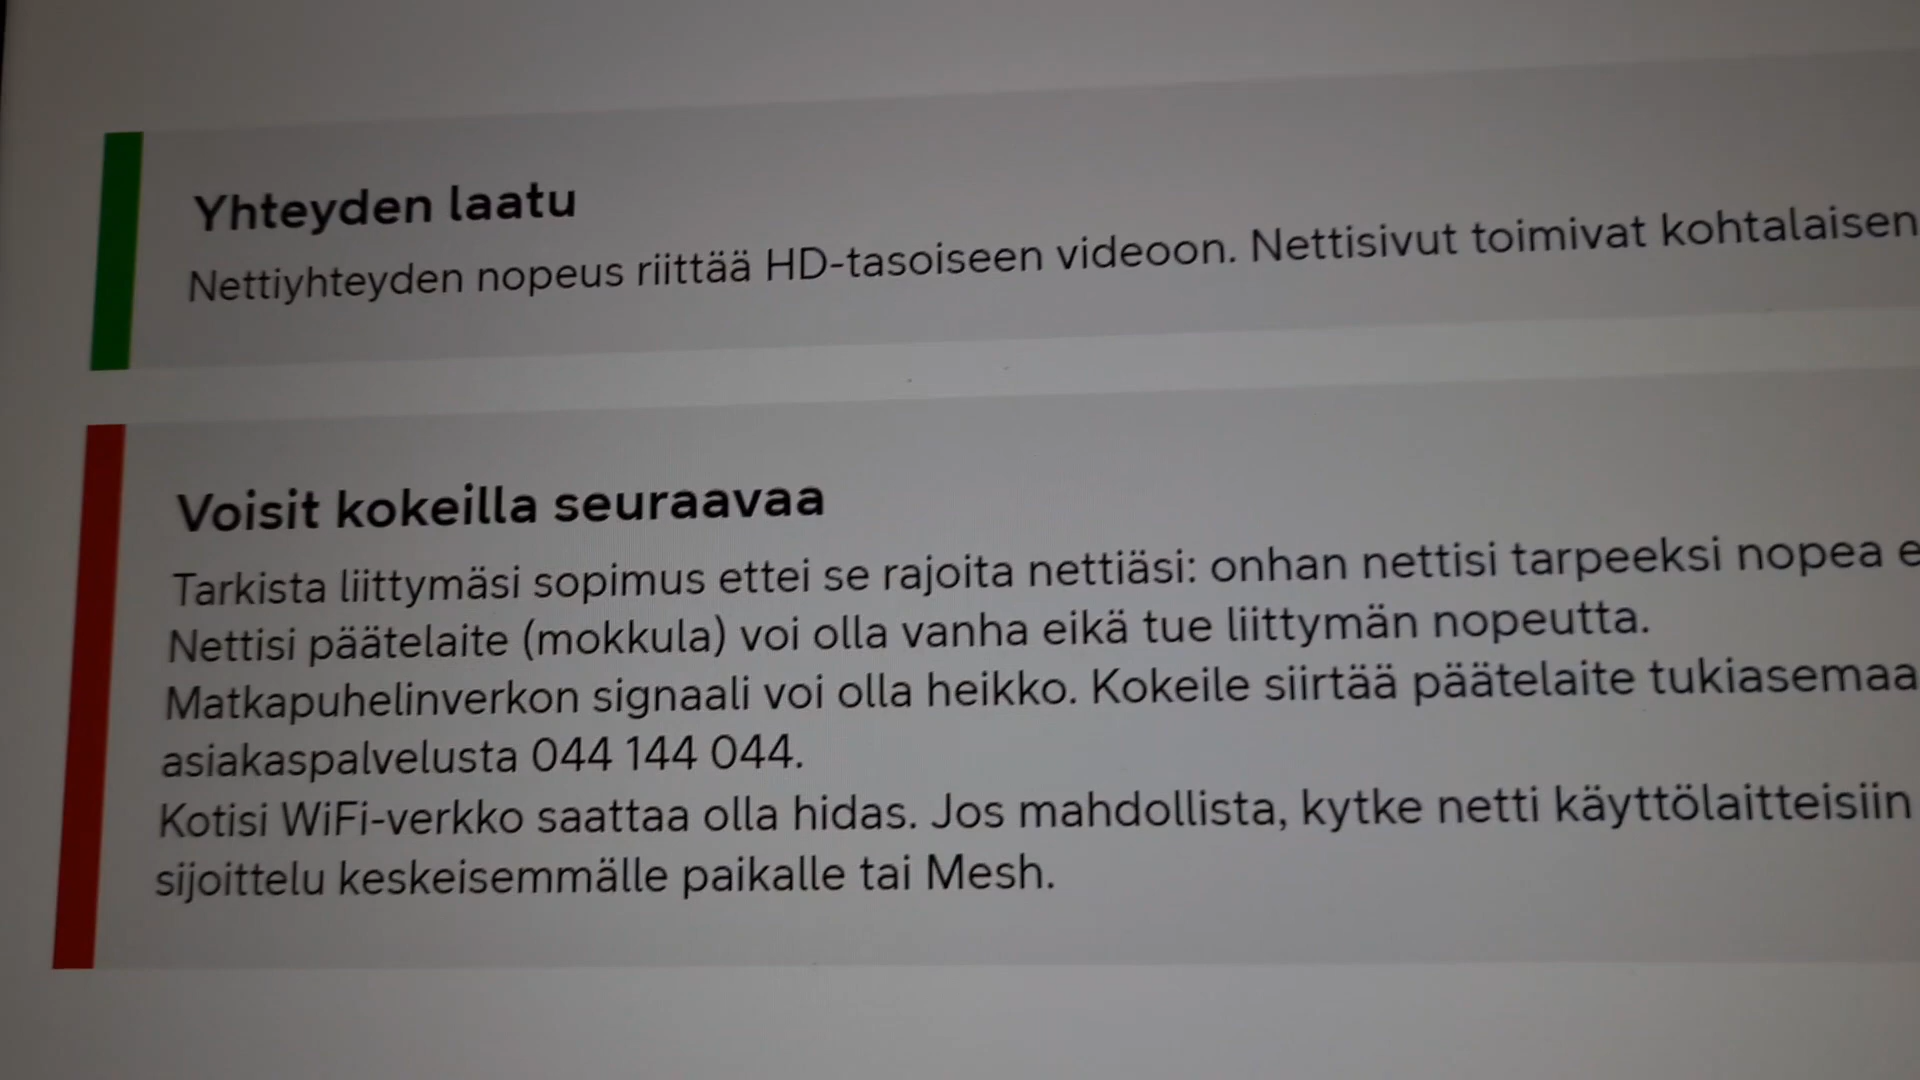 Yhteyden laatu
Nettiyhteyden nopeus riittää HD-tasoiseen videoon. Nettisivut toimivat kohtalaisen
Voisit kokeilla seuraavaa
Tarkista liittymäsi sopimus ettei se rajoita nettiäsi: onhan nettisi tarpeeksi nopea e
Nettisi päätelaite (mokkula) voi olla vanha eikä tue liittymän nopeutta.
Matkapuhelinverkon signaali voi olla heikko. Kokeile siirtää päätelaite tukiasemaa
asiakaspalvelusta 044 144 044.
Kotisi WiFi-verkko saattaa olla hidas. Jos mahdollista, kytke netti käyttölaitteisiin
sijoittelu keskeisemmälle paikalle tai Mesh.